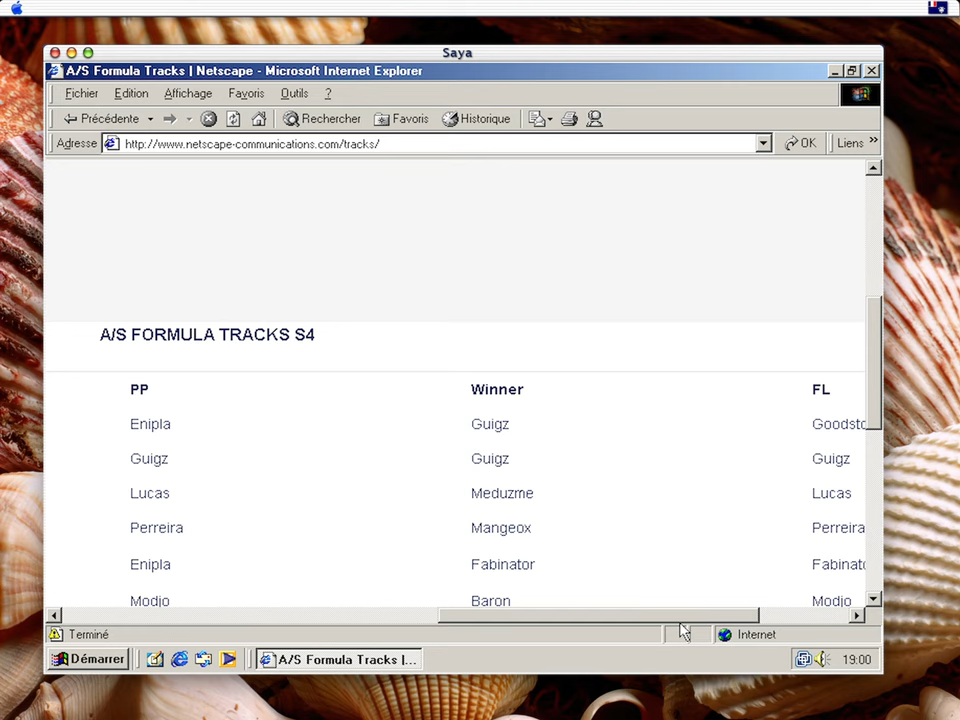 Saya
A/S Formula Tracks | Netscape - Microsoft Internet Explorer
Fichier Edition Affichage Favoris Outils ?
Précédente Rechercher Favoris Historique
Adresse http://www.netscape-communications.com/tracks/ OK Liens »
A/S FORMULA TRACKS S4
PP Winner FL
Enipla Guigz Goodsto
Guigz Guigz Guigz
Lucas Meduzme Lucas
Perreira Mangeox Perreira
Enipla Fabinator Fabinato
Modjo Baron Modjo
Terminé Internet
Démarrer A/S Formula Tracks |... 19:00